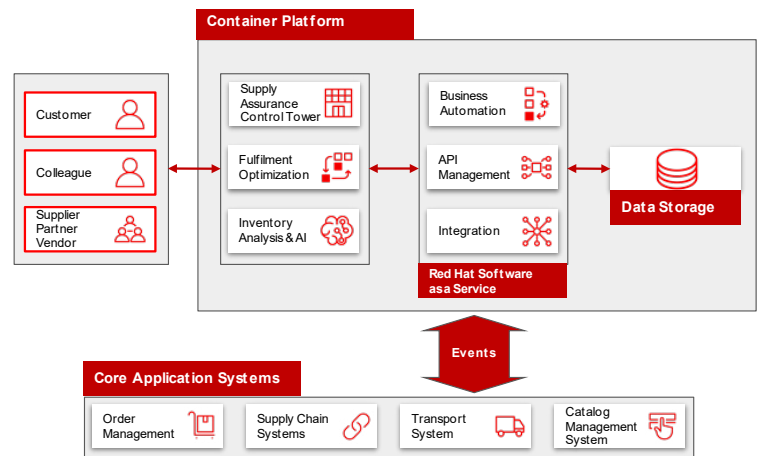 Container Platform
Customer
Colleague
Supplier
Partner
Vendor
Supply
Assurance
Control Tower
Fulfilment
Optimization
Inventory
Analysis & AI
Business
Automation
API
Management
Integration
Red Hat Software
as a Service
Data Storage
Events
Core Application Systems
Order
Management
Supply Chain
Systems
Transport
System
Catalog
Management
System